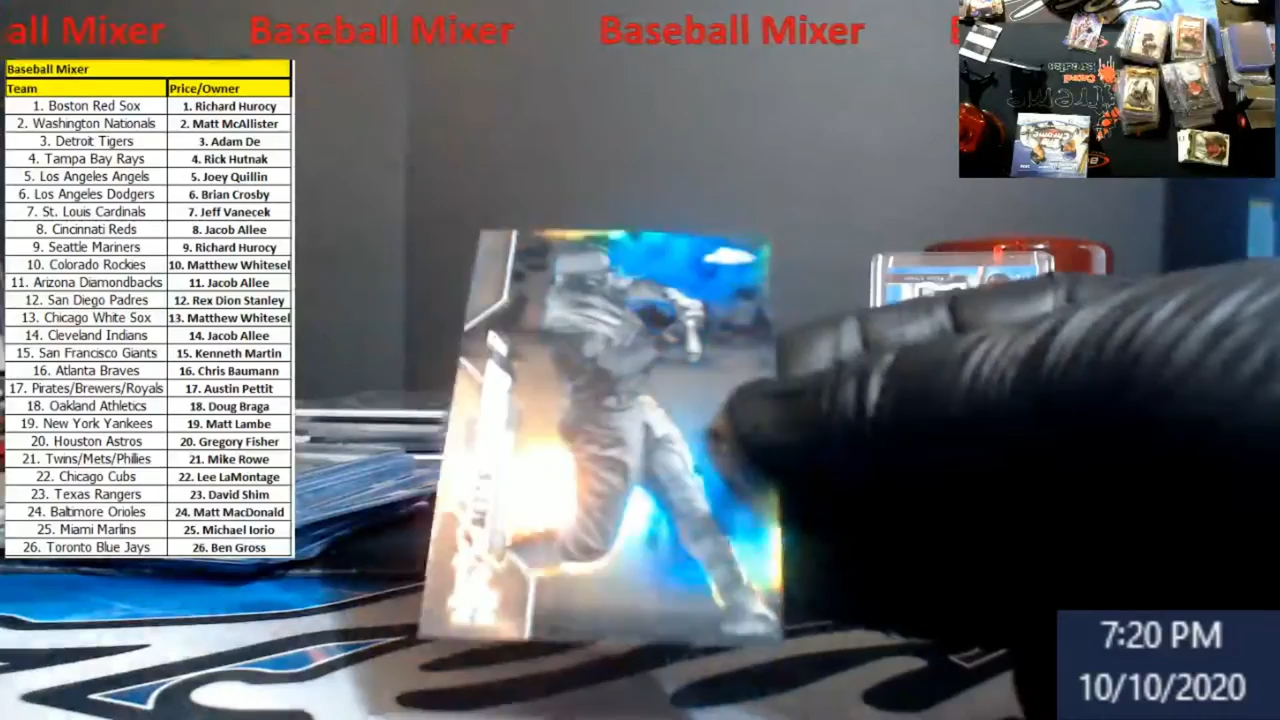 all Mixer Baseball Mixer Baseball Mixer
Baseball Mixer
Team Price/Owner
1. Boston Red Sox 1. Richard Hurocy
2. Washington Nationals 2. Matt McAllister
3. Detroit Tigers 3. Adam De
4. Tampa Bay Rays 4. Rick Hutnak
5. Los Angeles Angels 5. Joey Quillin
6. Los Angeles Dodgers 6. Brian Crosby
7. St. Louis Cardinals 7. Jeff Vanecek
8. Cincinnati Reds 8. Jacob Allee
9. Seattle Mariners 9. Richard Hurocy
10. Colorado Rockies 10. Matthew Whitesel
11. Arizona Diamondbacks 11. Jacob Allee
12. San Diego Padres 12. Rex Dion Stanley
13. Chicago White Sox 13. Matthew Whitesel
14. Cleveland Indians 14. Jacob Allee
15. San Francisco Giants 15. Kenneth Martin
16. Atlanta Braves 16. Chris Baumann
17. Pirates/Brewers/Royals 17. Austin Pettit
18. Oakland Athletics 18. Doug Braga
19. New York Yankees 19. Matt Lambe
20. Houston Astros 20. Gregory Fisher
21. Twins/Mets/Phillies 21. Mike Rowe
22. Chicago Cubs 22. Lee LaMontage
23. Texas Rangers 23. David Shim
24. Baltimore Orioles 24. Matt MacDonald
25. Miami Marlins 25. Michael Iorio
26. Toronto Blue Jays 26. Ben Gross
Chrome
7:20 PM
10/10/2020